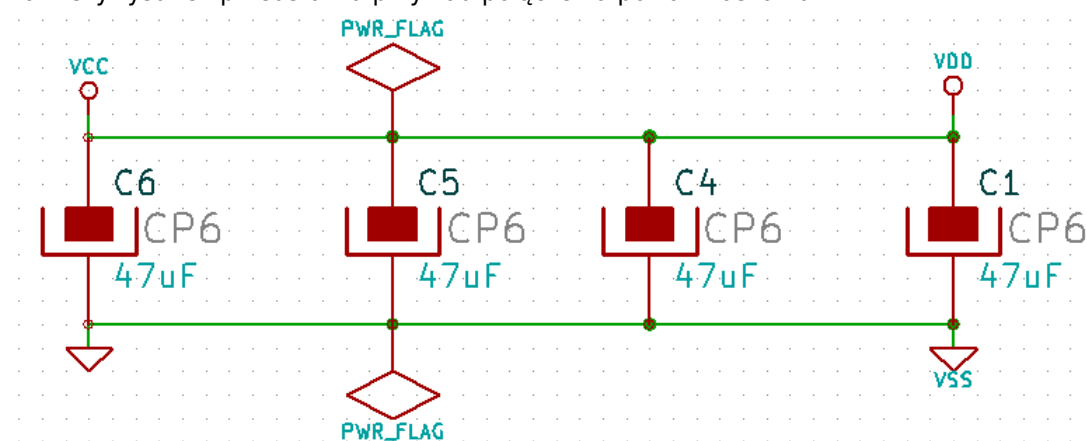 PWR_FLAG
VCC
VDD
C6
C5
C4
C1
CP6
CP6
CP6
CP6
47uF
47uF
47uF
47uF
VSS
PWR_FLAG